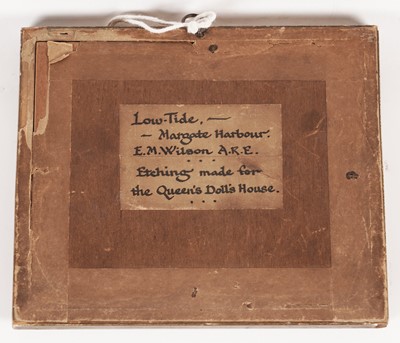 Low-Tide, —
— Margate Harbour.
E.M.Wilson A.R.E.
Etching made for
the Queen's Doll's House.